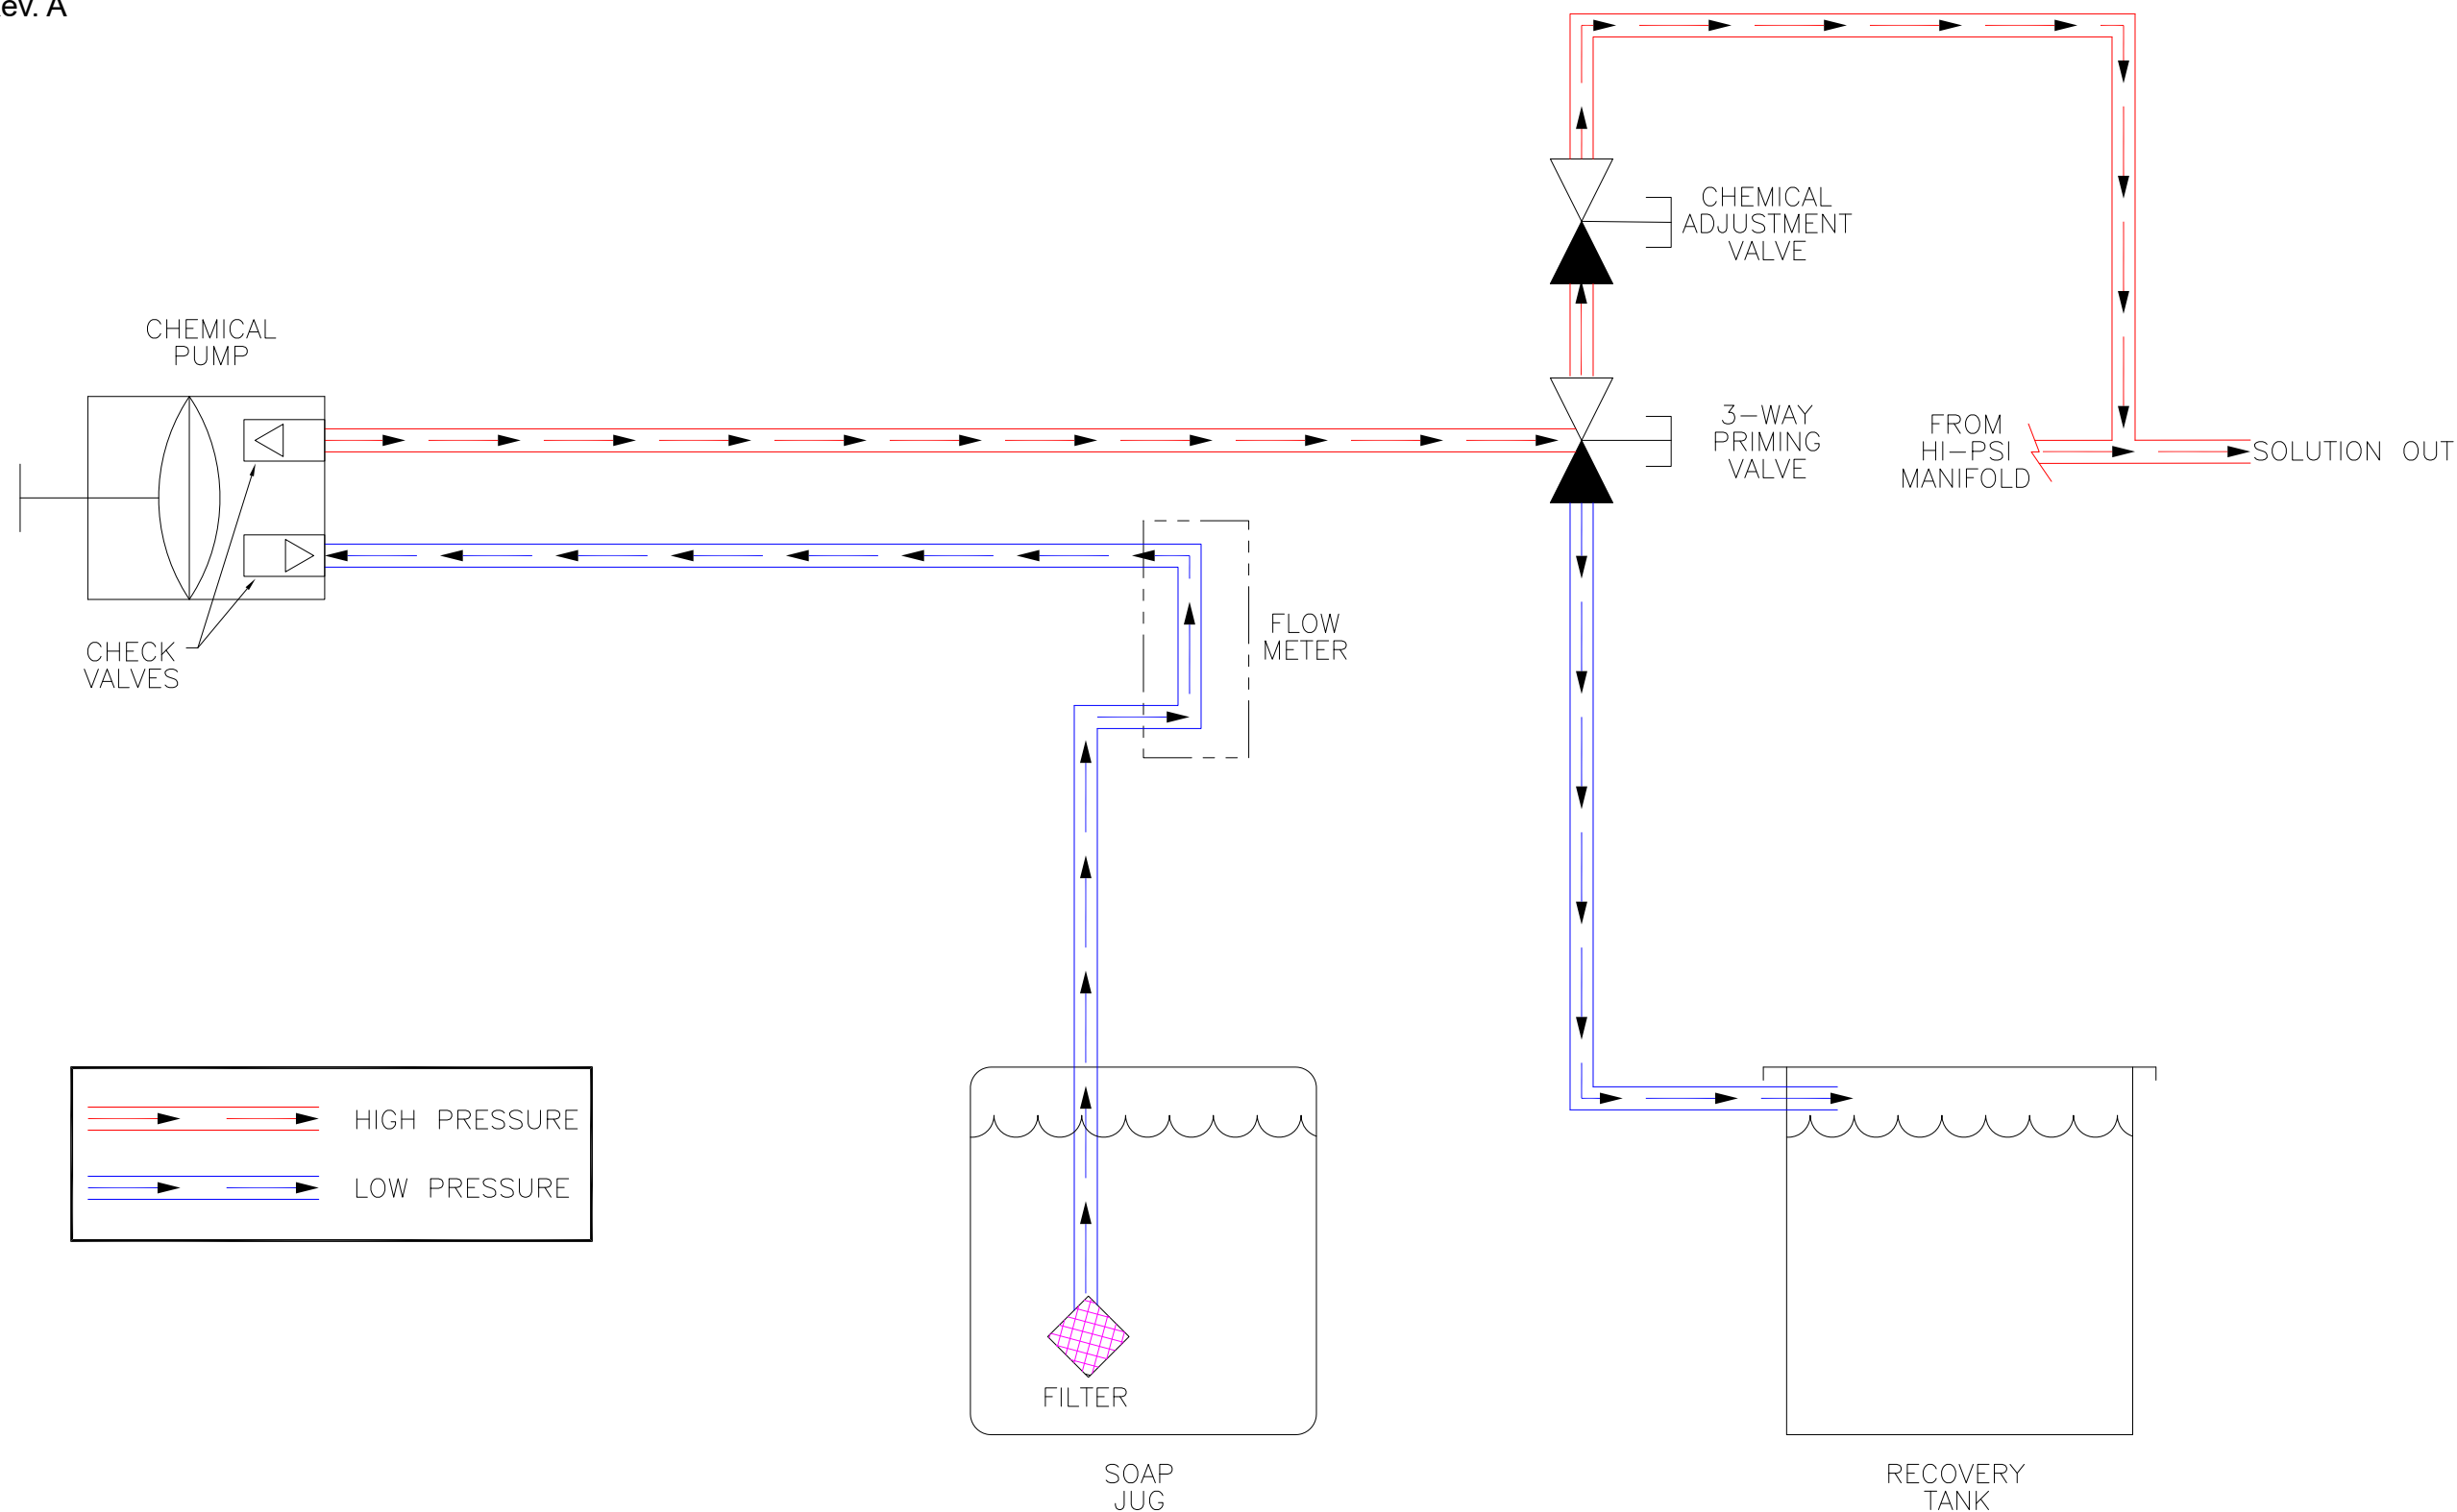 ev. A
CHEMICAL
ADJUSTMENT
VALVE
CHEMICAL
PUMP
3-WAY
PRIMING
VALVE
FROM
HI-PSI
MANIFOLD
SOLUTION OUT
FLOW
METER
CHECK
VALVES
HIGH PRESSURE
LOW PRESSURE
FILTER
SOAP
JUG
RECOVERY
TANK